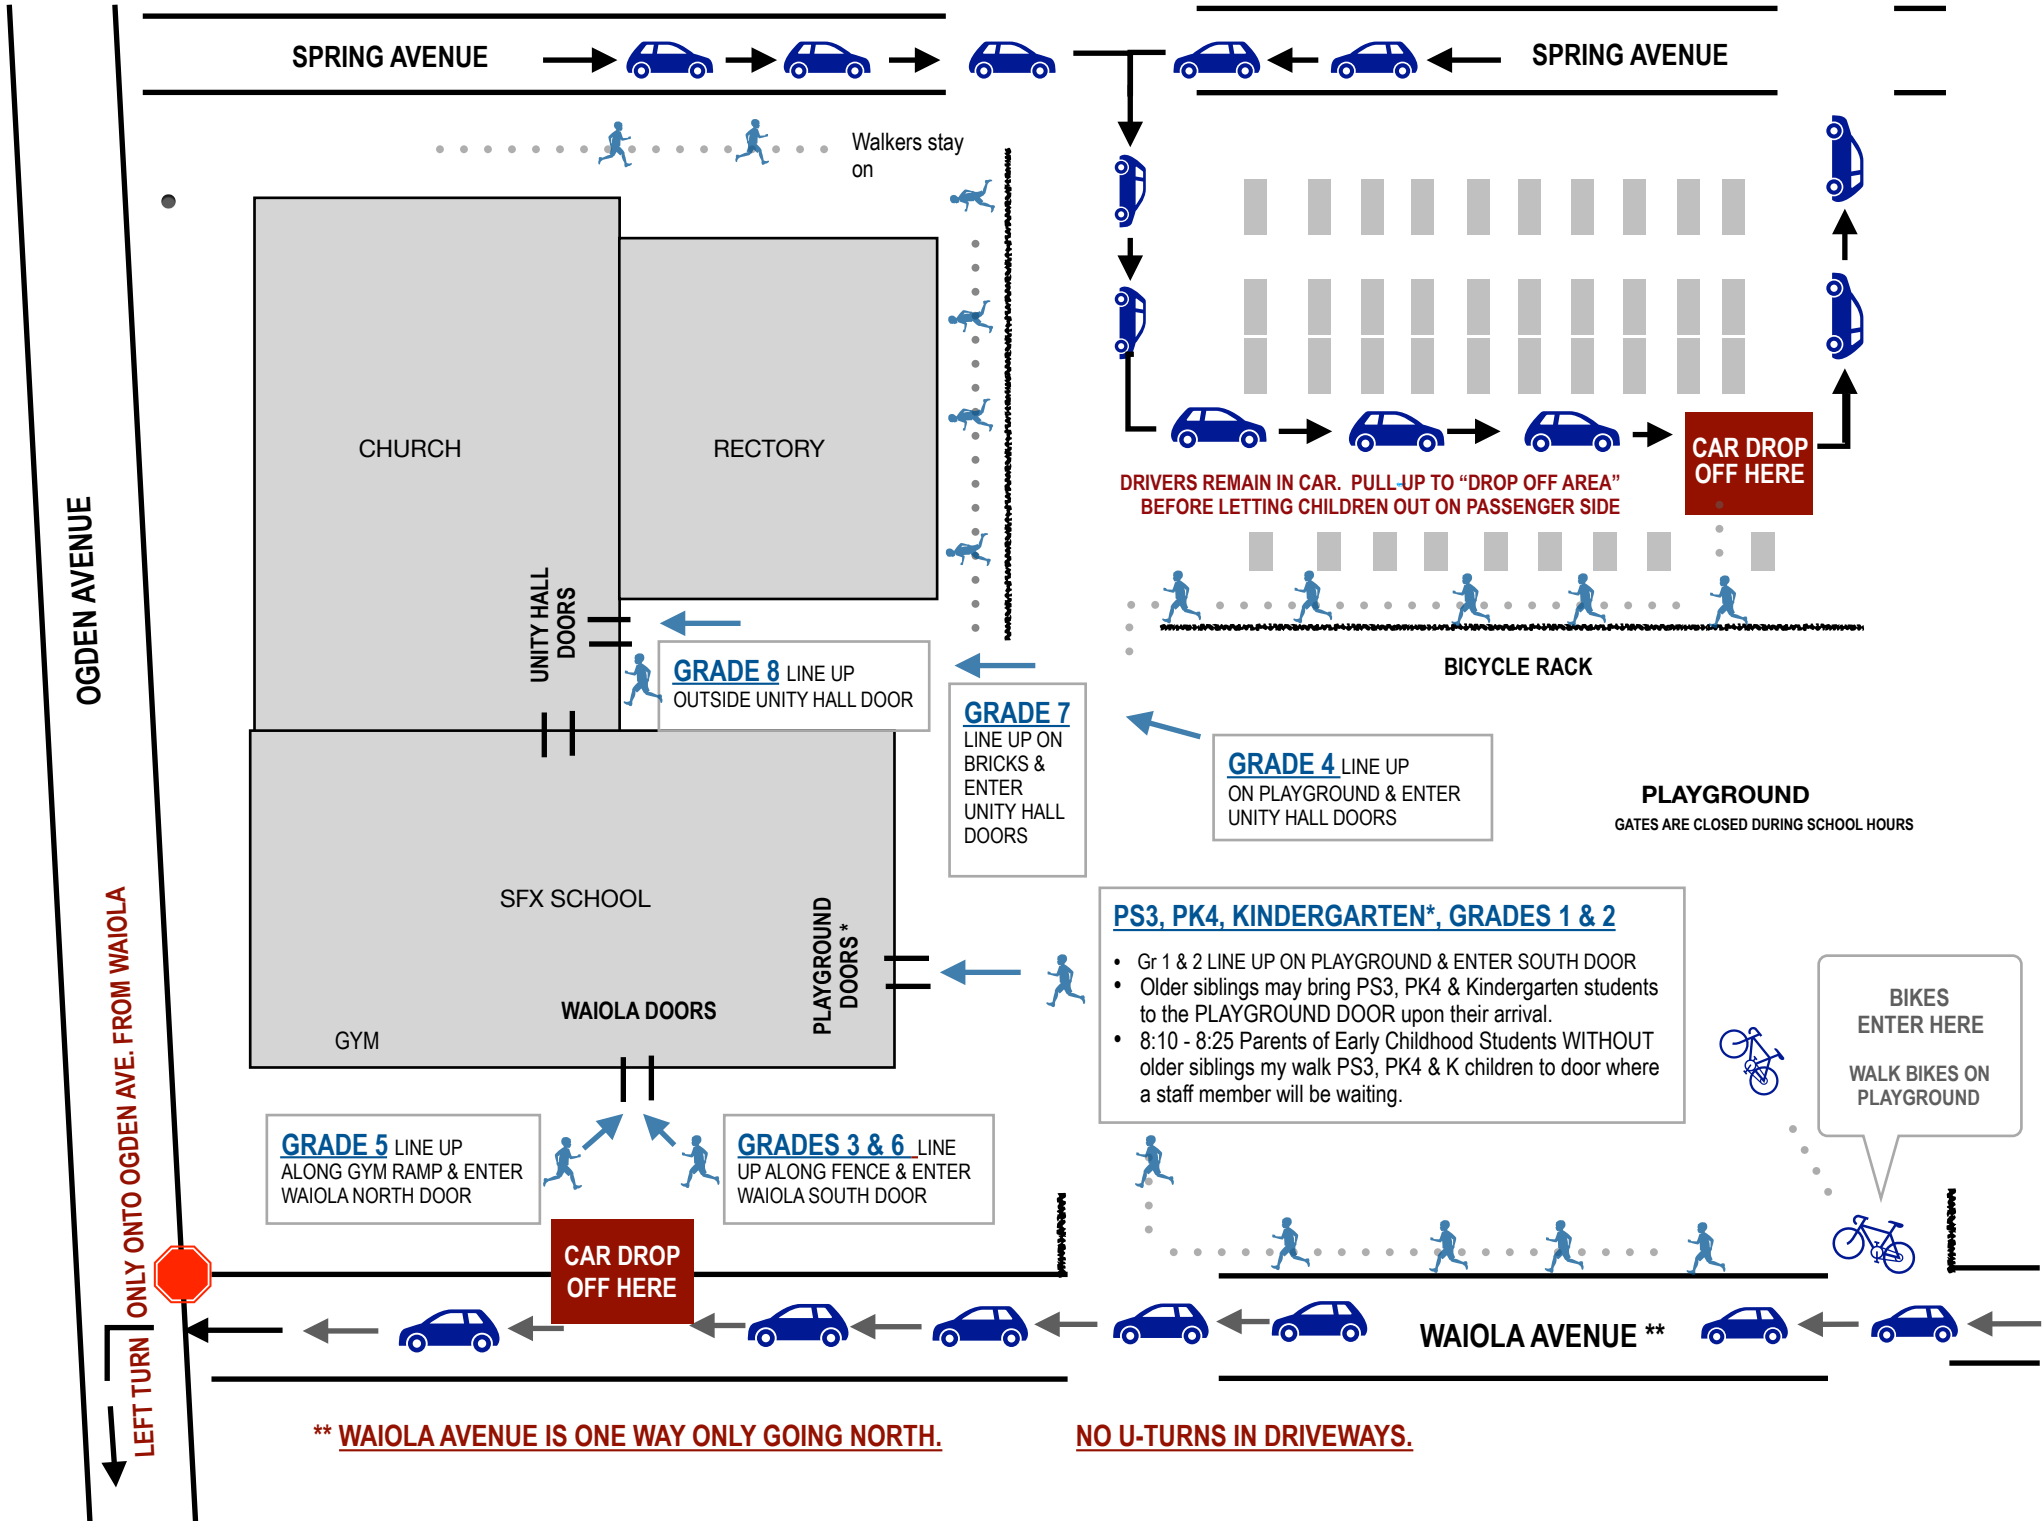 SPRING AVENUE
SPRING AVENUE
Walkers stay
on
CHURCH
RECTORY
OGDEN AVENUE
CAR DROP
OFF HERE
DRIVERS REMAIN IN CAR. PULL-UP TO “DROP OFF AREA”
BEFORE LETTING CHILDREN OUT ON PASSENGER SIDE
UNITY HALL
DOORS
GRADE 8 LINE UP
OUTSIDE UNITY HALL DOOR
BICYCLE RACK
GRADE 7
LINE UP ON
BRICKS &
ENTER
UNITY HALL
DOORS
GRADE 4 LINE UP
ON PLAYGROUND & ENTER
UNITY HALL DOORS
PLAYGROUND
GATES ARE CLOSED DURING SCHOOL HOURS
SFX SCHOOL
PLAYGROUND
DOORS *
WAIOLA DOORS
GYM
PS3, PK4, KINDERGARTEN*, GRADES 1 & 2
• Gr 1 & 2 LINE UP ON PLAYGROUND & ENTER SOUTH DOOR
• Older siblings may bring PS3, PK4 & Kindergarten students
to the PLAYGROUND DOOR upon their arrival.
• 8:10 - 8:25 Parents of Early Childhood Students WITHOUT
older siblings my walk PS3, PK4 & K children to door where
a staff member will be waiting.
BIKES
ENTER HERE
WALK BIKES ON
PLAYGROUND
GRADE 5 LINE UP
ALONG GYM RAMP & ENTER
WAIOLA NORTH DOOR
GRADES 3 & 6 LINE
UP ALONG FENCE & ENTER
WAIOLA SOUTH DOOR
CAR DROP
OFF HERE
LEFT TURN ONLY ONTO OGDEN AVE. FROM WAIOLA
WAIOLA AVENUE **
** WAIOLA AVENUE IS ONE WAY ONLY GOING NORTH.
NO U-TURNS IN DRIVEWAYS.